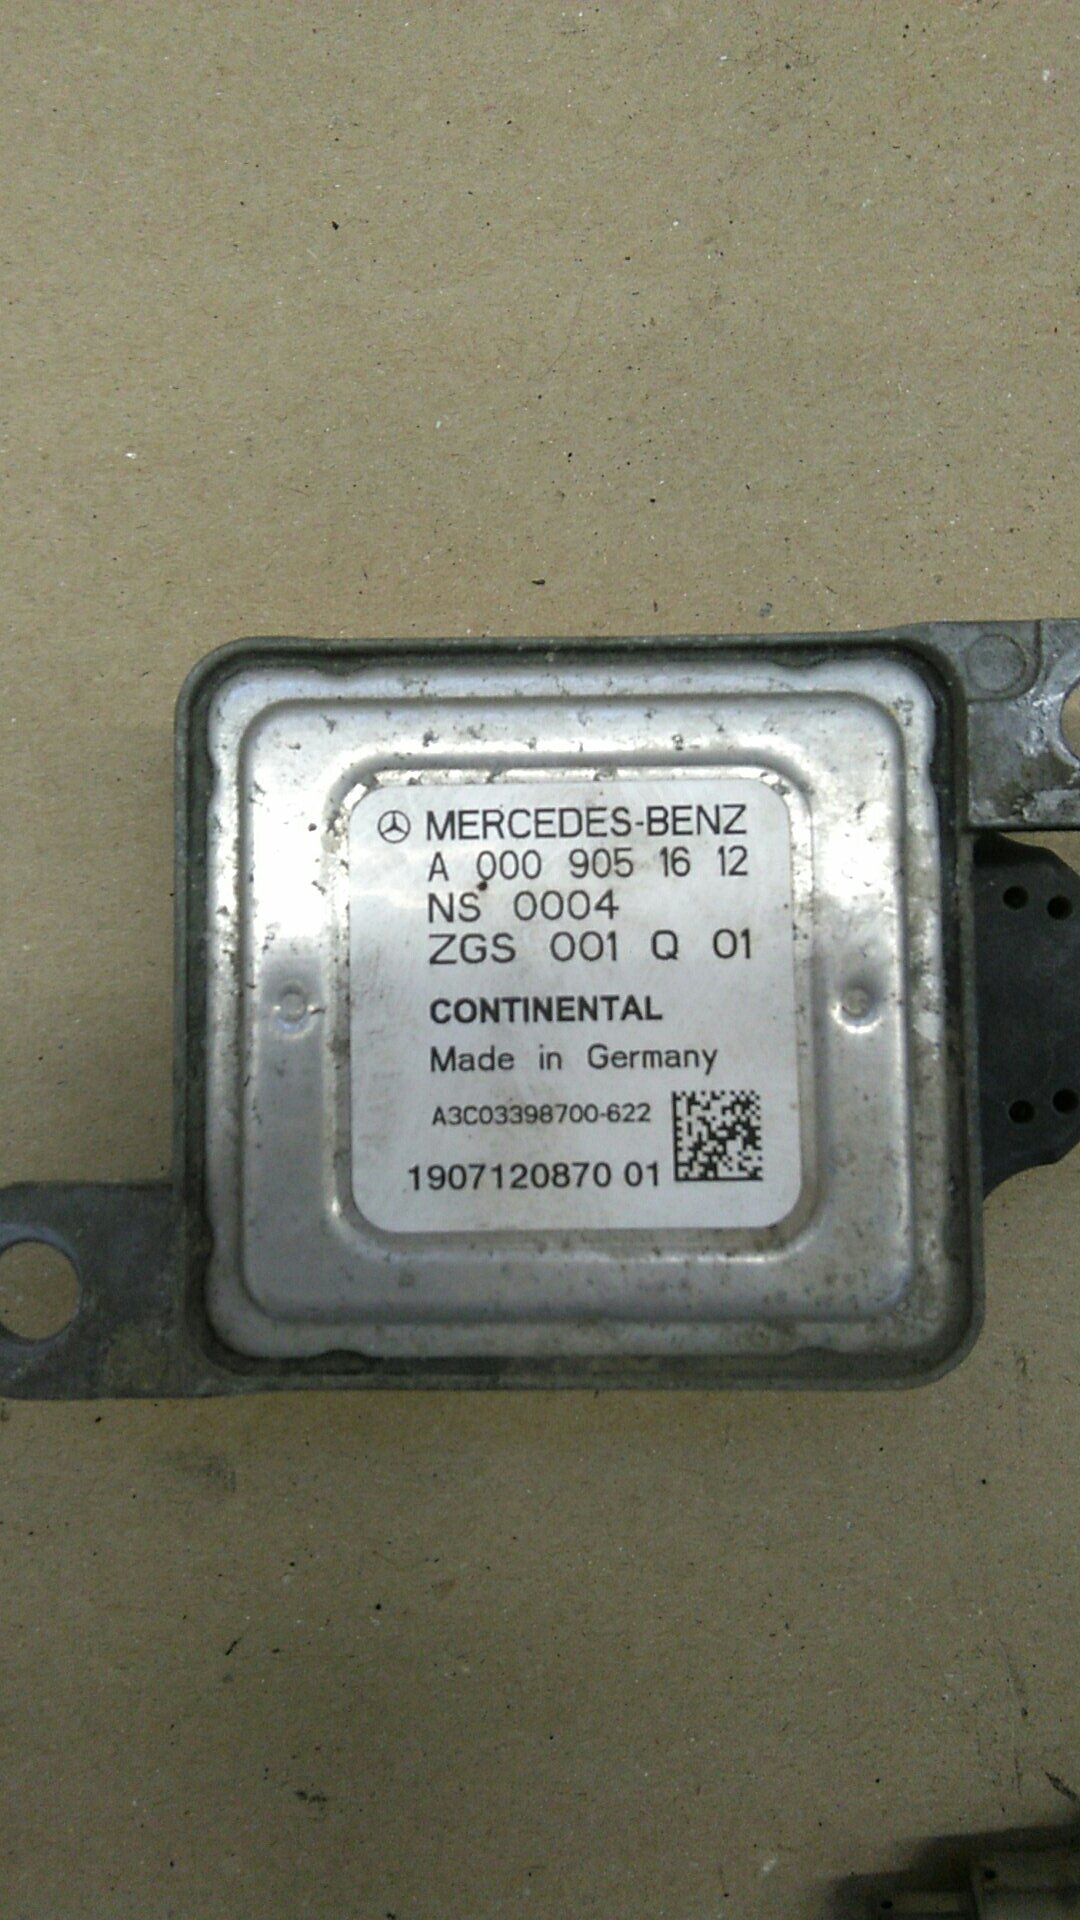 MERCEDES-BENZ
A 000 905 16 12
NS 0004
ZGS 001 Q 01
CONTINENTAL
Made in Germany
A3C03398700-622
1907120870 01